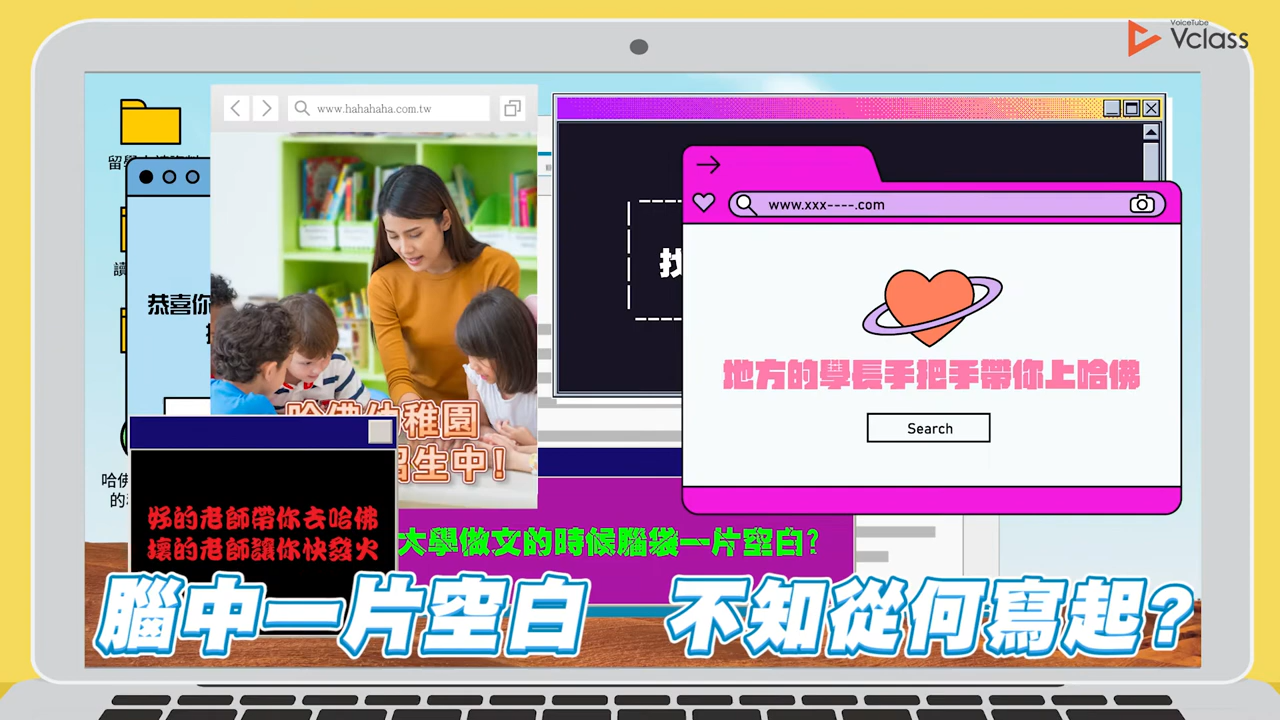 VoiceTube
Vclass
www.hahahaha.com.tw
www.xxx----.com
恭喜你
找
地方的學長手把手帶你上哈佛
Search
哈佛幼稚園
招生中!
哈佛
的
好的老師帶你去哈佛
壞的老師讓你快發火
大學做文的時候腦袋一片空白?
腦中一片空白 不知從何寫起?